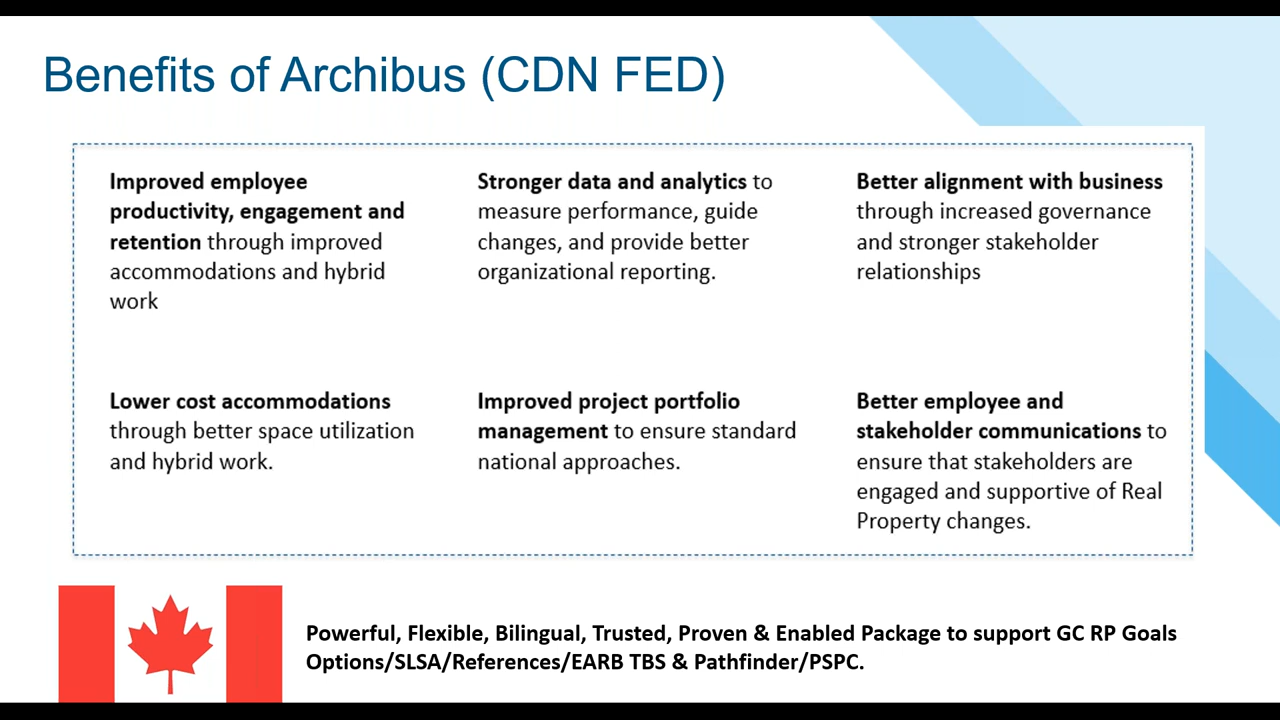 Benefits of Archibus (CDN FED)
Improved employee
productivity, engagement and
retention through improved
accommodations and hybrid
work
Stronger data and analytics to
measure performance, guide
changes, and provide better
organizational reporting.
Better alignment with business
through increased governance
and stronger stakeholder
relationships
Lower cost accommodations
through better space utilization
and hybrid work.
Improved project portfolio
management to ensure standard
national approaches.
Better employee and
stakeholder communications to
ensure that stakeholders are
engaged and supportive of Real
Property changes.
Powerful, Flexible, Bilingual, Trusted, Proven & Enabled Package to support GC RP Goals
Options/SLSA/References/EARB TBS & Pathfinder/PSPC.